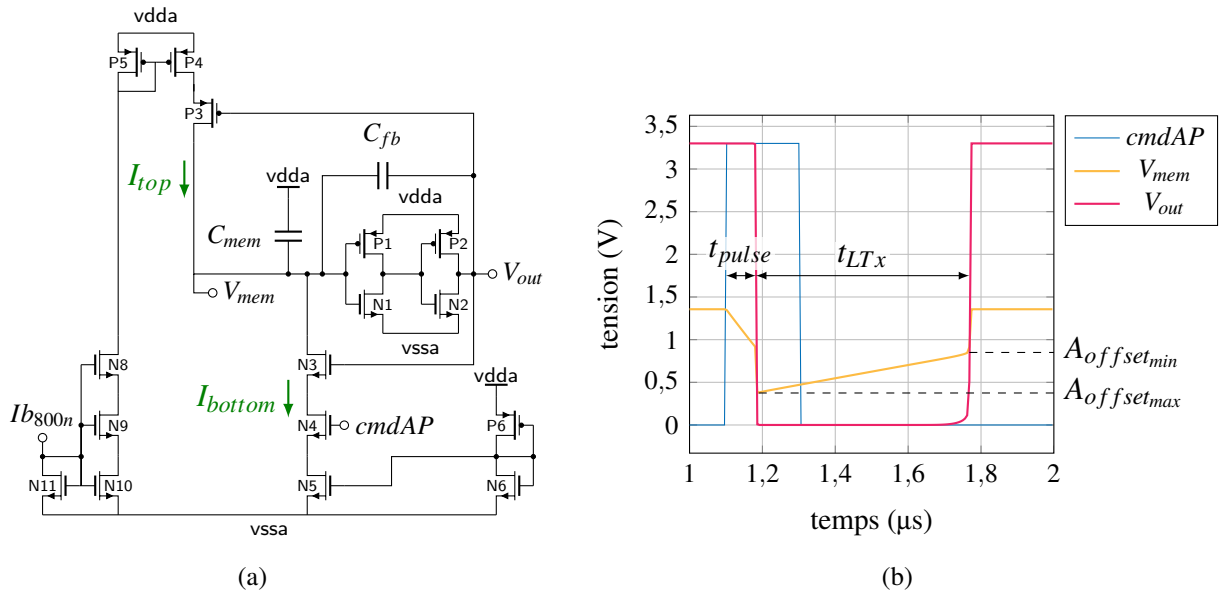 vdda
P5
P4
P3
C_fb
I_top
vdda
vdda
C_mem
P1
P2
V_out
V_mem
N1
N2
vssa
N8
N3
vdda
I_bottom
Ib_800n
N9
N4
cmdAP
P6
N11
N10
N5
N6
vssa
(a)
3,5
3
2,5
2
1,5
1
0,5
0
tension (V)
t_pulse
t_LTx
A_offset_min
A_offset_max
1
1,2
1,4
1,6
1,8
2
temps (µs)
cmdAP
V_mem
V_out
(b)